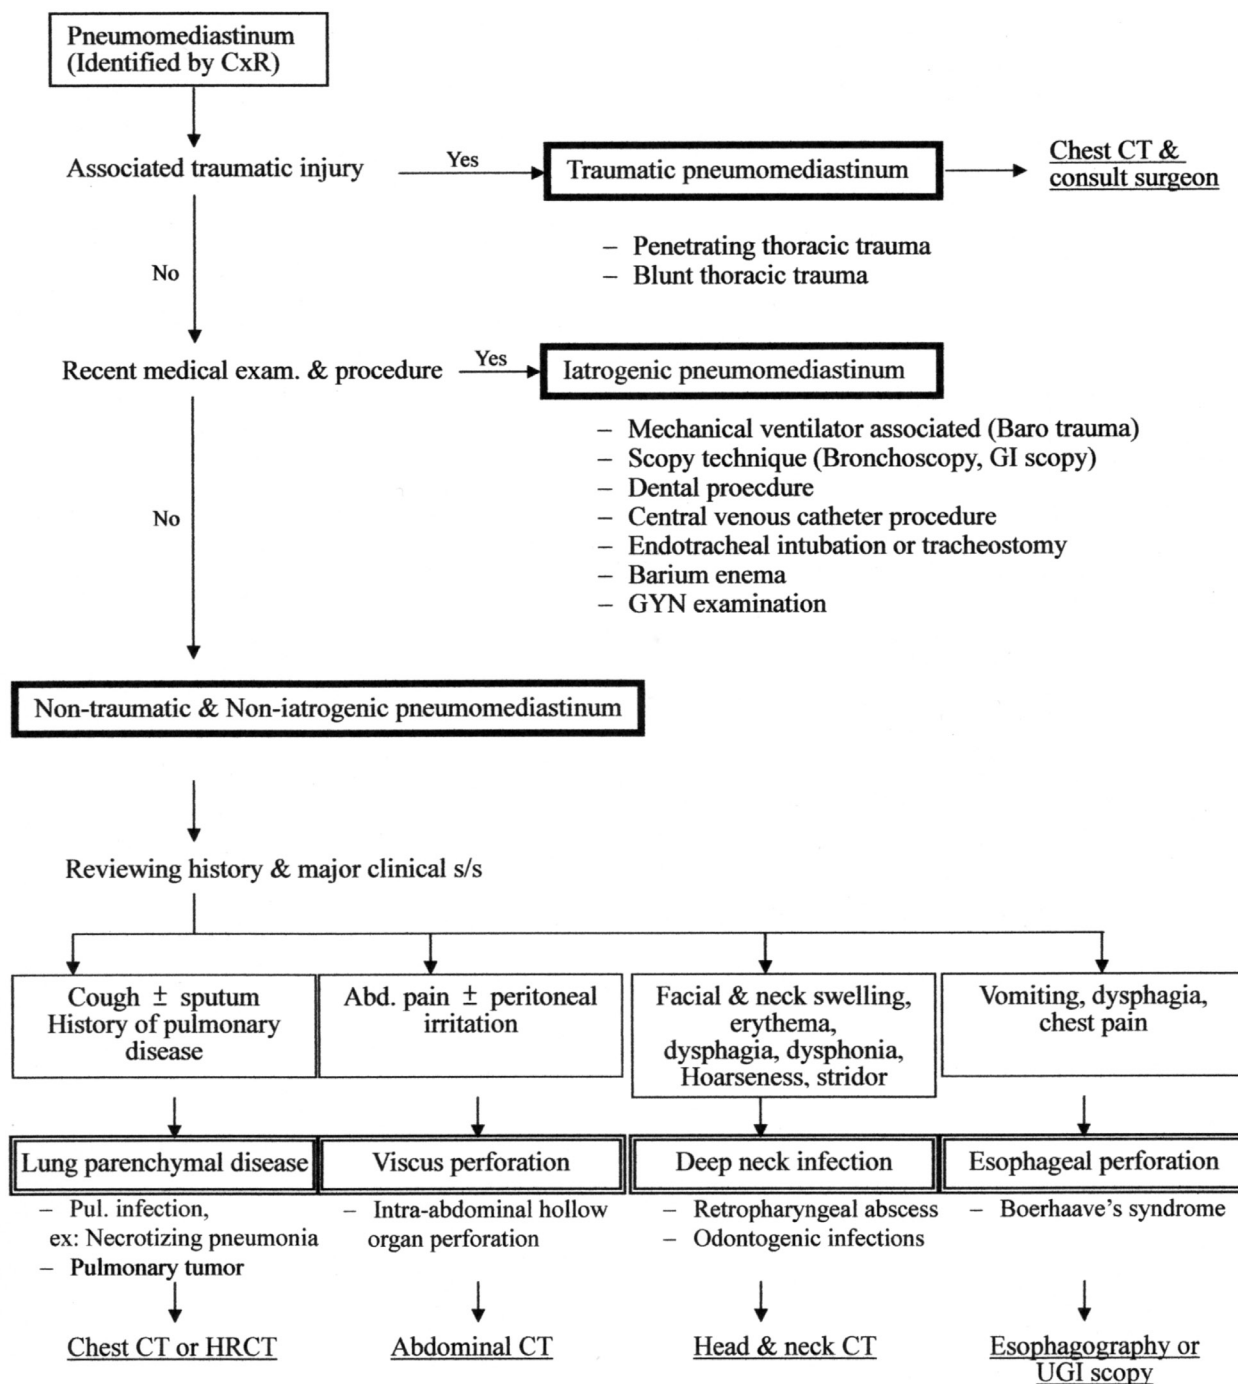 Pneumomediastinum
(Identified by CxR)
Associated traumatic injury
Yes
Traumatic pneumomediastinum
Chest CT &
consult surgeon
– Penetrating thoracic trauma
– Blunt thoracic trauma
No
Recent medical exam. & procedure
Yes
Iatrogenic pneumomediastinum
– Mechanical ventilator associated (Baro trauma)
– Scopy technique (Bronchoscopy, GI scopy)
– Dental proecdure
– Central venous catheter procedure
– Endotracheal intubation or tracheostomy
– Barium enema
– GYN examination
No
Non-traumatic & Non-iatrogenic pneumomediastinum
Reviewing history & major clinical s/s
Cough ± sputum
History of pulmonary
disease
Abd. pain ± peritoneal
irritation
Facial & neck swelling,
erythema,
dysphagia, dysphonia,
Hoarseness, stridor
Vomiting, dysphagia,
chest pain
Lung parenchymal disease
Viscus perforation
Deep neck infection
Esophageal perforation
– Pul. infection,
ex: Necrotizing pneumonia
– Pulmonary tumor
– Intra-abdominal hollow
organ perforation
– Retropharyngeal abscess
– Odontogenic infections
– Boerhaave's syndrome
Chest CT or HRCT
Abdominal CT
Head & neck CT
Esophagography or
UGI scopy